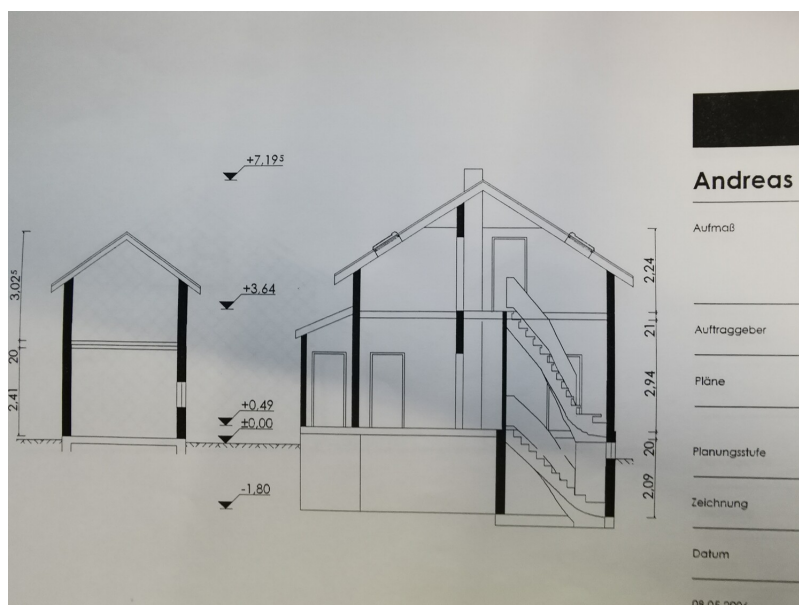 +7,19⁵
Andreas
Aufmaß
3,02⁵
+3.64
2,24
21
Auftraggeber
20
2,41
2,94
Pläne
+0,49
±0,00
20
Planungsstufe
-1,80
2,09
Zeichnung
Datum